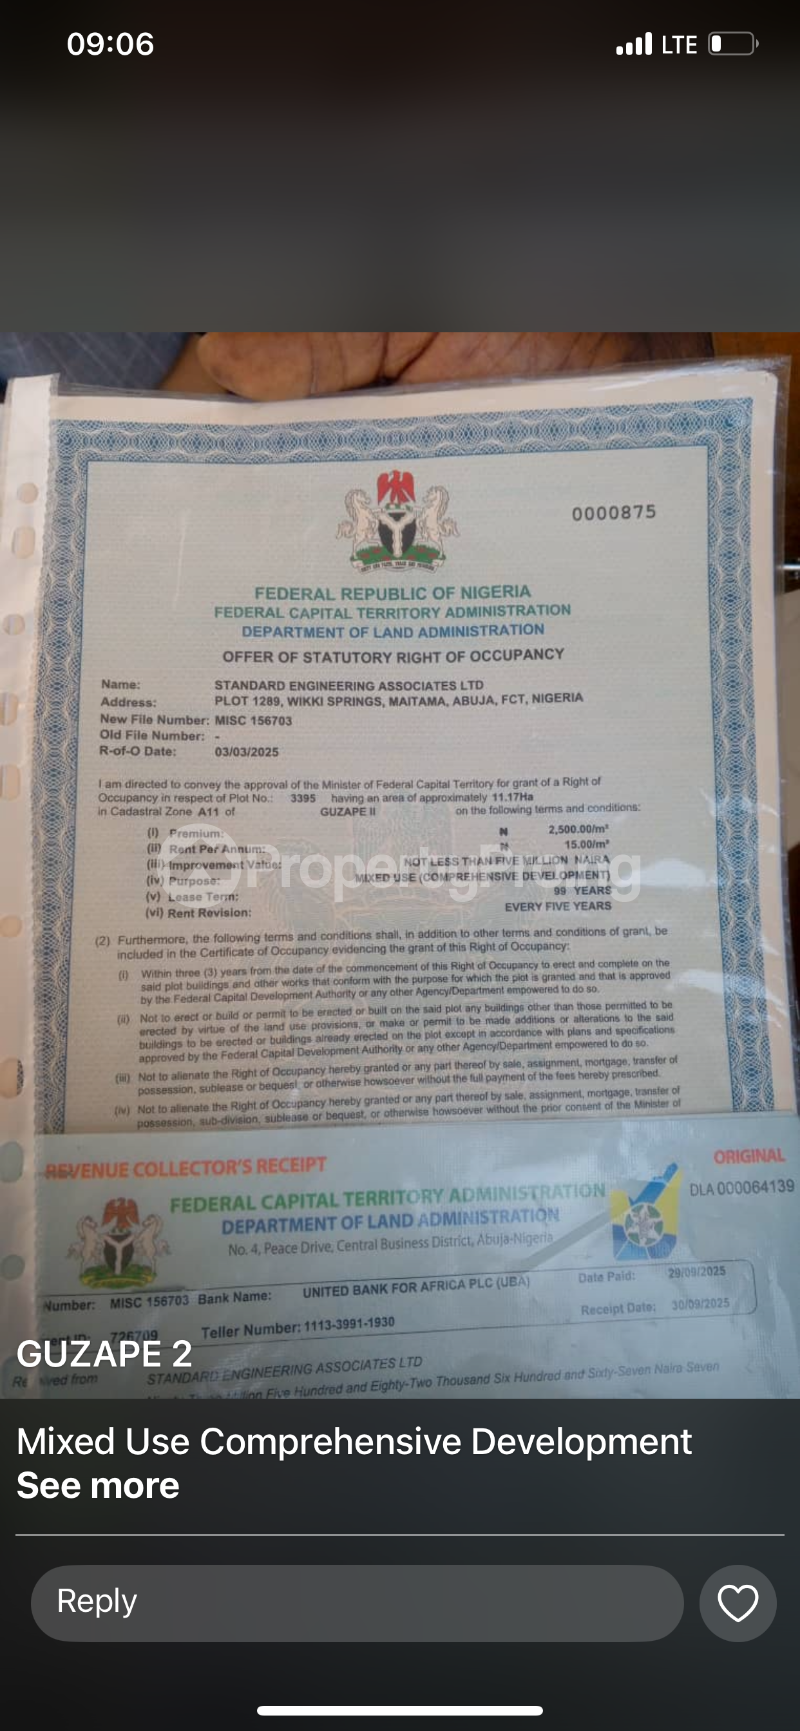 09:06
LTE
0000875
FEDERAL REPUBLIC OF NIGERIA
FEDERAL CAPITAL TERRITORY ADMINISTRATION
DEPARTMENT OF LAND ADMINISTRATION
OFFER OF STATUTORY RIGHT OF OCCUPANCY
Name: STANDARD ENGINEERING ASSOCIATES LTD
Address: PLOT 1289, WIKKI SPRINGS, MAITAMA, ABUJA, FCT, NIGERIA
New File Number: MISC 156703
Old File Number: -
R-of-O Date: 03/03/2025
I am directed to convey the approval of the Minister of Federal Capital Territory for grant of a Right of
Occupancy in respect of Plot No.: 3395 having an area of approximately 11.17Ha
in Cadastral Zone A11 of GUZAPE II on the following terms and conditions:
(i) Premium: ₦ 2,500.00/m²
(ii) Rent Per Annum: ₦ 15.00/m²
(iii) Improvement Value: NOT LESS THAN FIVE MILLION NAIRA
(iv) Purpose: MIXED USE (COMPREHENSIVE DEVELOPMENT)
(v) Lease Term: 99 YEARS
(vi) Rent Revision: EVERY FIVE YEARS
(2) Furthermore, the following terms and conditions shall, in addition to other terms and conditions of grant, be
included in the Certificate of Occupancy evidencing the grant of this Right of Occupancy:
(i) Within three (3) years from the date of the commencement of this Right of Occupancy to erect and complete on the
said plot buildings and other works that conform with the purpose for which the plot is granted and that is approved
by the Federal Capital Development Authority or any other Agency/Department empowered to do so.
(ii) Not to erect or build or permit to be erected or built on the said plot any buildings other than those permitted to be
erected by virtue of the land use provisions, or make or permit to be made additions or alterations to the said
buildings to be erected or buildings already erected on the plot except in accordance with plans and specifications
approved by the Federal Capital Development Authority or any other Agency/Department empowered to do so.
(iii) Not to alienate the Right of Occupancy hereby granted or any part thereof by sale, assignment, mortgage, transfer of
possession, sublease or bequest, or otherwise howsoever without the full payment of the fees hereby prescribed.
(iv) Not to alienate the Right of Occupancy hereby granted or any part thereof by sale, assignment, mortgage, transfer of
possession, sub-division, sublease or bequest, or otherwise howsoever without the prior consent of the Minister of
REVENUE COLLECTOR'S RECEIPT
ORIGINAL
FEDERAL CAPITAL TERRITORY ADMINISTRATION
DLA 000064139
DEPARTMENT OF LAND ADMINISTRATION
No. 4, Peace Drive, Central Business District, Abuja-Nigeria
Number: MISC 156703 Bank Name: UNITED BANK FOR AFRICA PLC (UBA) Date Paid: 29/09/2025
726709 Teller Number: 1113-3991-1930 Receipt Date: 30/09/2025
GUZAPE 2
from STANDARD ENGINEERING ASSOCIATES LTD
Million Five Hundred and Eighty-Two Thousand Six Hundred and Sixty-Seven Naira Seven
Mixed Use Comprehensive Development
See more
Reply